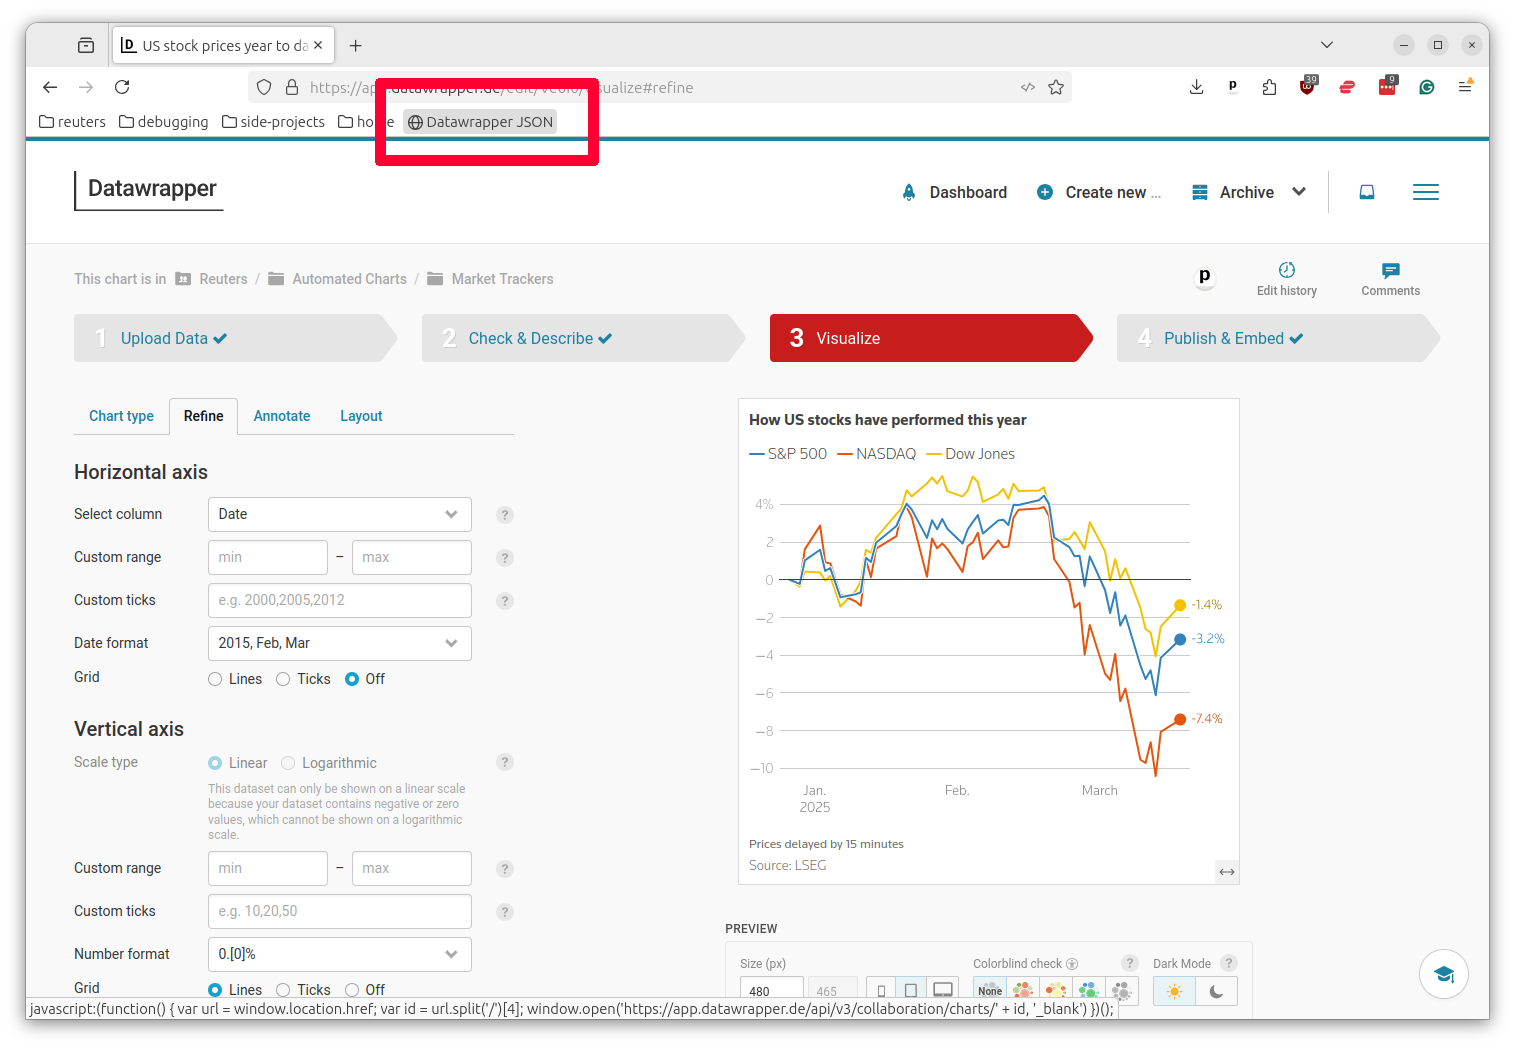 US stock prices year to da
https://app.datawrapper.de/edit/ sualize#refine
39
9
reuters debugging side-projects Datawrapper JSON
Datawrapper
Dashboard Create new ... Archive
This chart is in Reuters / Automated Charts / Market Trackers
p
Edit history Comments
1 Upload Data
2 Check & Describe
3 Visualize
4 Publish & Embed
Chart type Refine Annotate Layout
Horizontal axis
Select column Date ?
Custom range min – max ?
Custom ticks e.g. 2000,2005,2012 ?
Date format 2015, Feb, Mar
Grid Lines Ticks Off
Vertical axis
Scale type Linear Logarithmic ?
This dataset can only be shown on a linear scale
because your dataset contains negative or zero
values, which cannot be shown on a logarithmic
scale.
Custom range min – max ?
Custom ticks e.g. 10,20,50 ?
Number format 0.[0]%
Grid Lines Ticks Off
How US stocks have performed this year
S&P 500 NASDAQ Dow Jones
4%
2
0
−2
−4
−6
−8
−10
-1.4%
-3.2%
-7.4%
Jan. Feb. March
2025
Prices delayed by 15 minutes
Source: LSEG
PREVIEW
Size (px) Colorblind check ? Dark Mode ?
480 465 None
javascript:(function() { var url = window.location.href; var id = url.split('/')[4]; window.open('https://app.datawrapper.de/api/v3/collaboration/charts/' + id, '_blank') })();